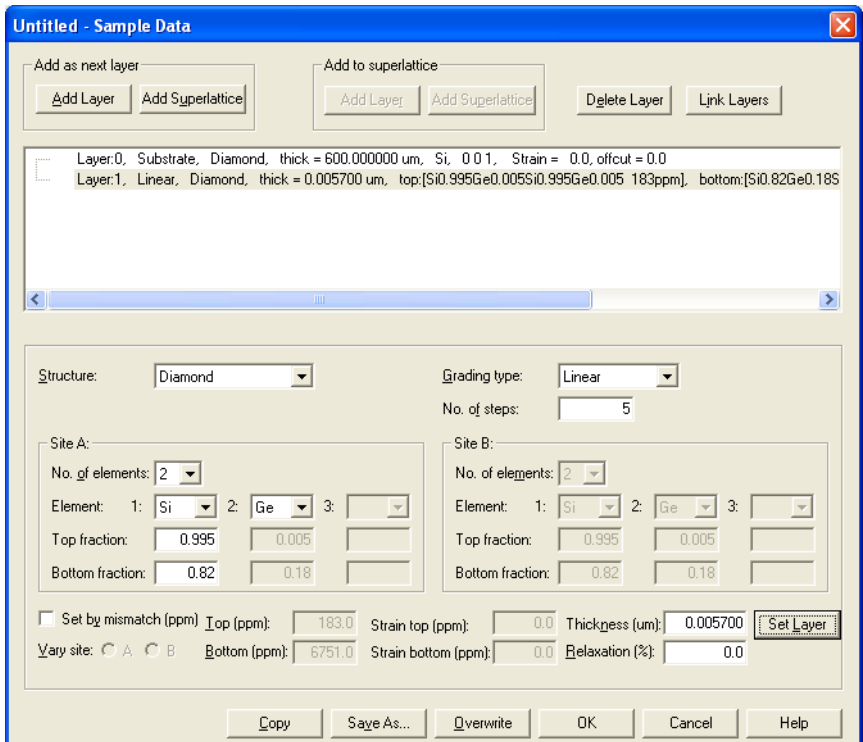 Untitled - Sample Data
Add as next layer
Add Layer Add Superlattice
Add to superlattice
Add Layer Add Superlattice
Delete Layer Link Layers
Layer:0, Substrate, Diamond, thick = 600.000000 um, Si, 0 0 1, Strain = 0.0, offcut = 0.0
Layer:1, Linear, Diamond, thick = 0.005700 um, top:[Si0.995Ge0.005Si0.995Ge0.005 183ppm], bottom:[Si0.82Ge0.18S
Structure: Diamond
Grading type: Linear
No. of steps: 5
Site A:
No. of elements: 2
Element: 1: Si 2: Ge 3:
Top fraction: 0.995 0.005
Bottom fraction: 0.82 0.18
Site B:
No. of elements: 2
Element: 1: Si 2: Ge 3:
Top fraction: 0.995 0.005
Bottom fraction: 0.82 0.18
Set by mismatch (ppm) Top (ppm): 183.0 Strain top (ppm): 0.0 Thickness (um): 0.005700 Set Layer
Vary site: A B Bottom (ppm): 6751.0 Strain bottom (ppm): 0.0 Relaxation (%): 0.0
Copy Save As... Overwrite OK Cancel Help